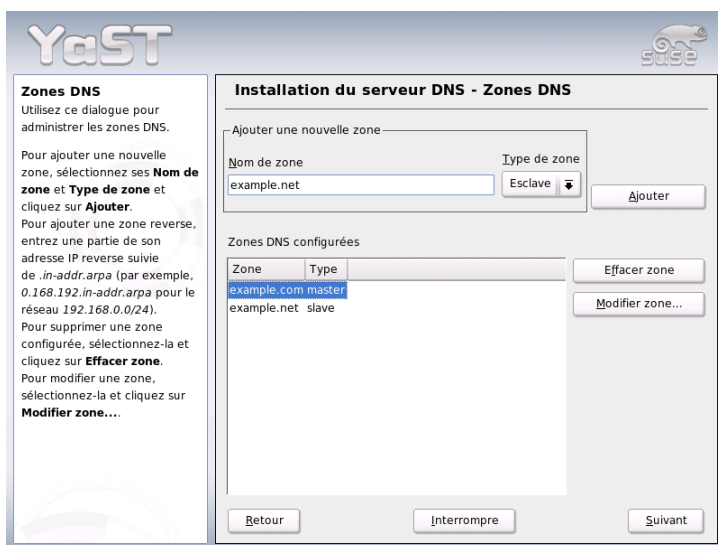 YaST
SUSE
Zones DNS
Utilisez ce dialogue pour
administrer les zones DNS.
Pour ajouter une nouvelle
zone, sélectionnez ses Nom de
zone et Type de zone et
cliquez sur Ajouter.
Pour ajouter une zone reverse,
entrez une partie de son
adresse IP reverse suivie
de .in-addr.arpa (par exemple,
0.168.192.in-addr.arpa pour le
réseau 192.168.0.0/24).
Pour supprimer une zone
configurée, sélectionnez-la et
cliquez sur Effacer zone.
Pour modifier une zone,
sélectionnez-la et cliquez sur
Modifier zone....
Installation du serveur DNS - Zones DNS
Ajouter une nouvelle zone
Nom de zone
Type de zone
example.net
Esclave
Ajouter
Zones DNS configurées
Zone Type
example.com master
example.net slave
Effacer zone
Modifier zone...
Retour
Interrompre
Suivant